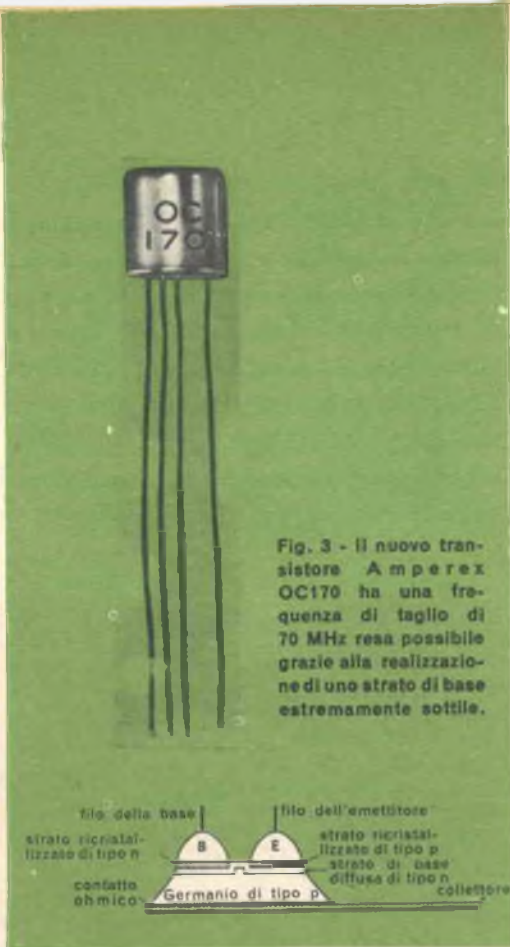 OC
170
Fig. 3 - Il nuovo tran-
sistore Amperex
OC170 ha una fre-
quenza di taglio di
70 MHz resa possibile
grazie alla realizzazio-
ne di uno strato di base
estremamente sottile.
filo della base
filo dell'emettitore
strato ricristal-
lizzato di tipo n
B
E
strato ricristal-
lizzato di tipo p
strato di base
diffusa di tipo n
contatto
ohmico
Germanio di tipo p
collettore